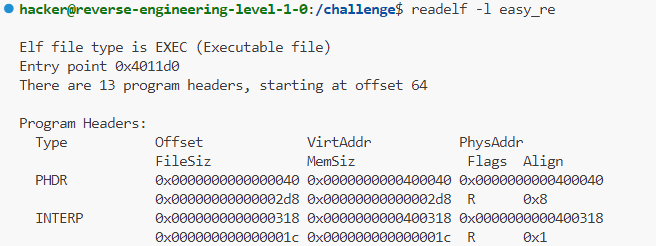 hacker@reverse-engineering-level-1-0:/challenge$ readelf -l easy_re
Elf file type is EXEC (Executable file)
Entry point 0x4011d0
There are 13 program headers, starting at offset 64
Program Headers:
Type Offset VirtAddr PhysAddr
FileSiz MemSiz Flags Align
PHDR 0x0000000000000040 0x0000000000400040 0x0000000000400040
0x00000000000002d8 0x00000000000002d8 R 0x8
INTERP 0x0000000000000318 0x0000000000400318 0x0000000000400318
0x000000000000001c 0x000000000000001c R 0x1